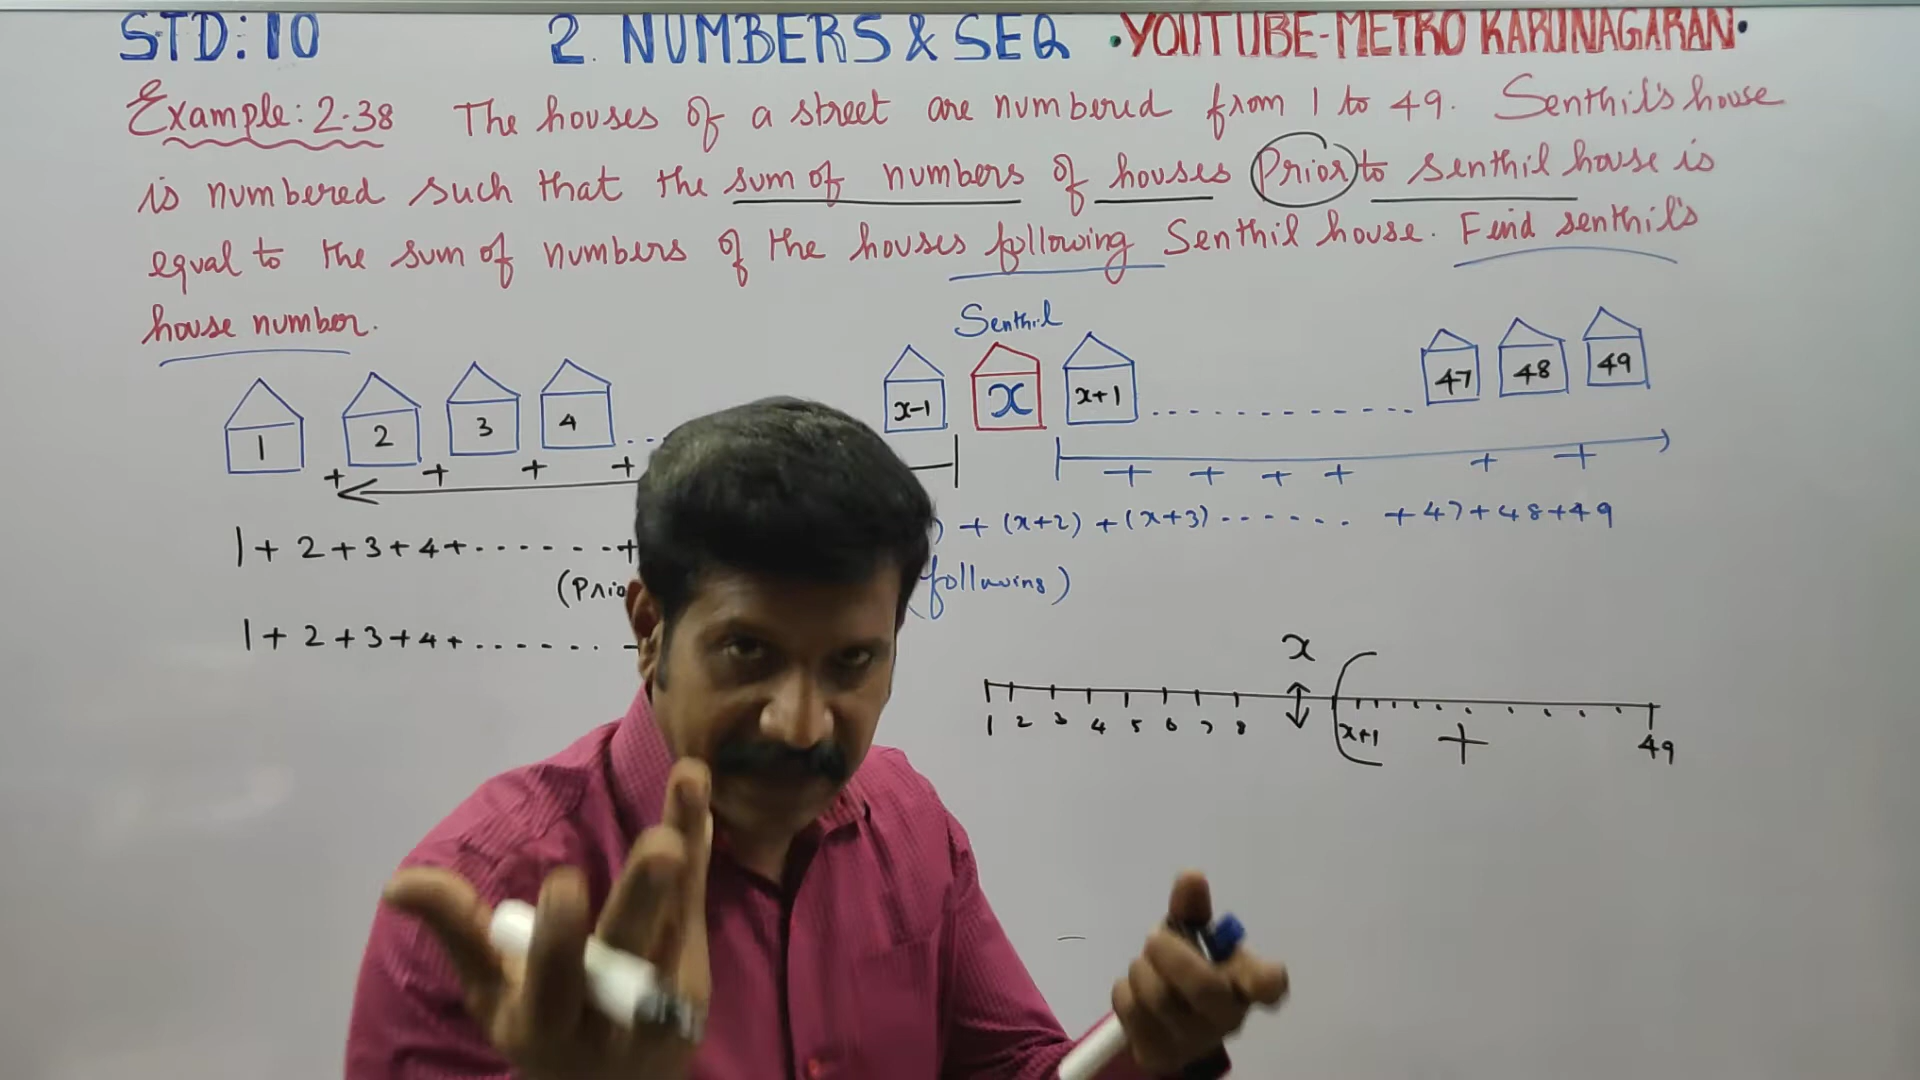 STD: 10 2. NUMBERS & SEQ •YOUTUBE-METRO KARUNAGARAN•
Example: 2.38 The houses of a street are numbered from 1 to 49. Senthil's house
is numbered such that the sum of numbers of houses Prior to senthil house is
equal to the sum of numbers of the houses following Senthil house. Find senthil's
house number.
Senthil
1 2 3 4 x-1 x x+1 ........... 47 48 49
+ + + + + + + + + +
1 + 2 + 3 + 4 + ....... + ) + (x+2) + (x+3) ...... + 47 + 48 + 49
(Prio (following)
1 + 2 + 3 + 4 + .......
x
1 2 3 4 5 6 7 8 x+1 + 49